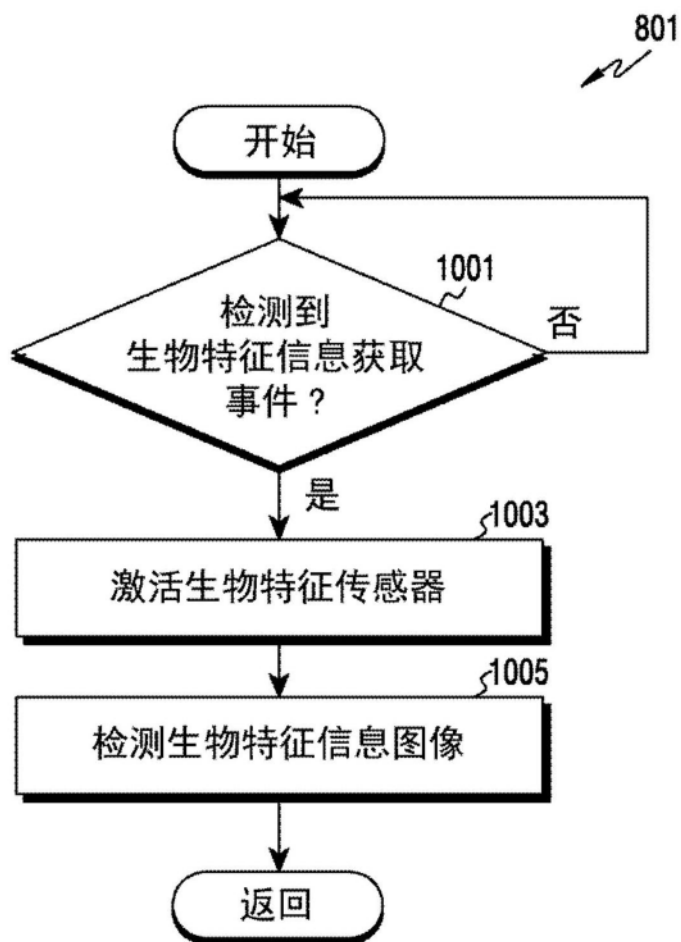 801
开始
1001
检测到
生物特征信息获取
事件？
否
是
1003
激活生物特征传感器
1005
检测生物特征信息图像
返回